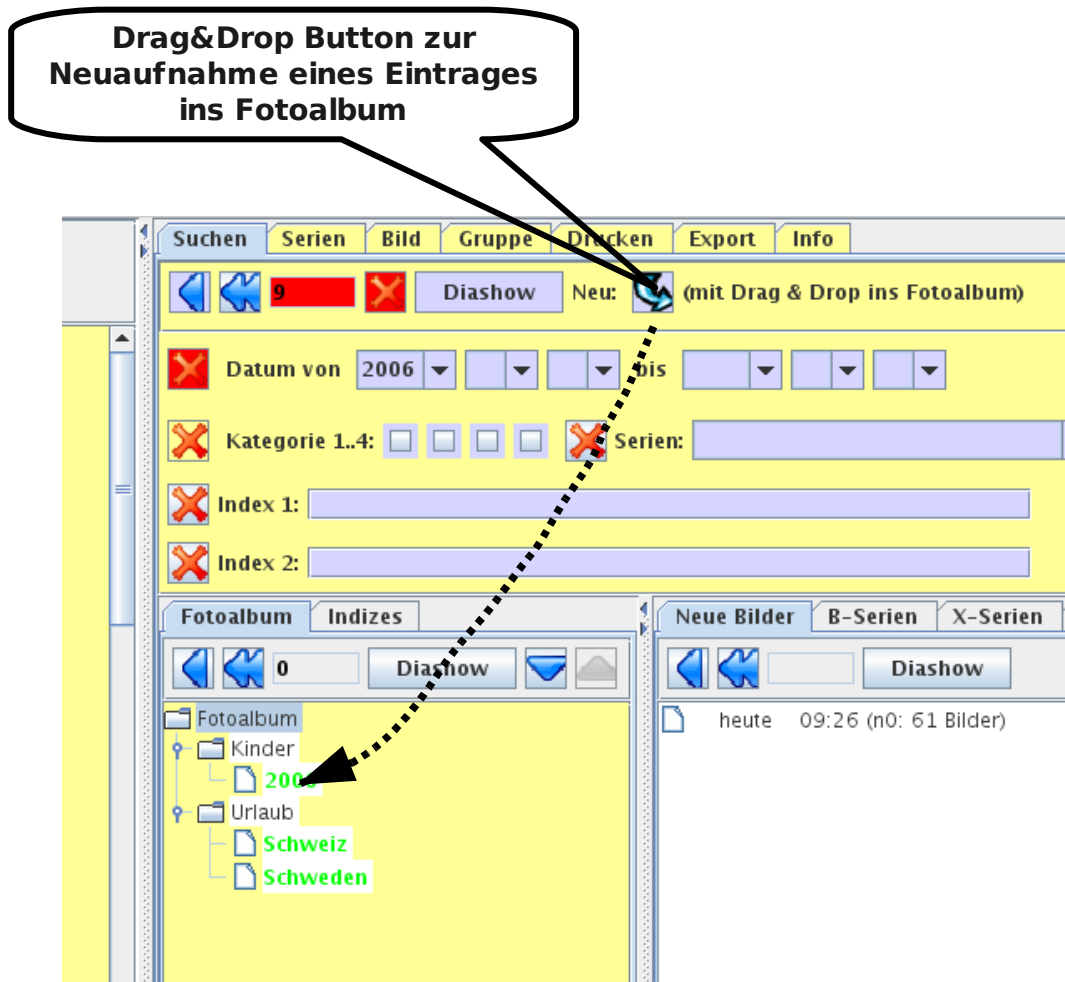 Drag&Drop Button zur
Neuaufnahme eines Eintrages
ins Fotoalbum
Suchen Serien Bild Gruppe Drucken Export Info
9 Diashow Neu: (mit Drag & Drop ins Fotoalbum)
Datum von 2006 bis
Kategorie 1..4: Serien:
Index 1:
Index 2:
Fotoalbum Indizes
0 Diashow
Neue Bilder B-Serien X-Serien
Diashow
Fotoalbum
Kinder
2006
Urlaub
Schweiz
Schweden
heute 09:26 (n0: 61 Bilder)